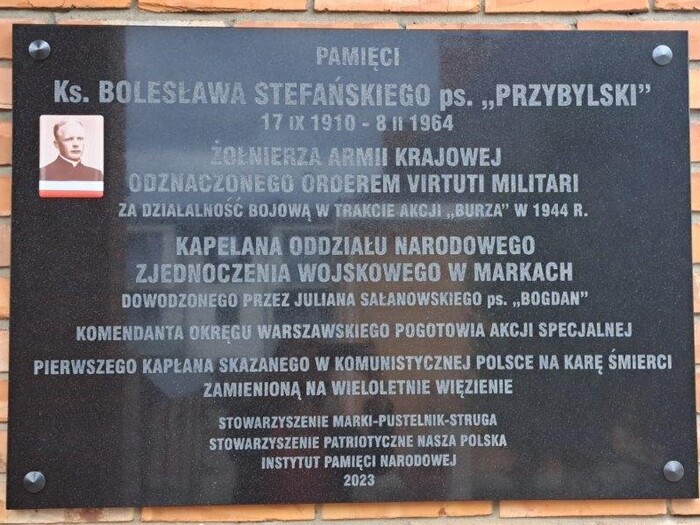 PAMIĘCI
Ks. BOLESŁAWA STEFAŃSKIEGO ps. „PRZYBYLSKI"
17 IX 1910 - 8 II 1964
ŻOŁNIERZA ARMII KRAJOWEJ
ODZNACZONEGO ORDEREM VIRTUTI MILITARI
ZA DZIAŁALNOŚĆ BOJOWĄ W TRAKCIE AKCJI „BURZA" W 1944 R.
KAPELANA ODDZIAŁU NARODOWEGO
ZJEDNOCZENIA WOJSKOWEGO W MARKACH
DOWODZONEGO PRZEZ JULIANA SAŁANOWSKIEGO ps. „BOGDAN"
KOMENDANTA OKRĘGU WARSZAWSKIEGO POGOTOWIA AKCJI SPECJALNEJ
PIERWSZEGO KAPŁANA SKAZANEGO W KOMUNISTYCZNEJ POLSCE NA KARĘ ŚMIERCI
ZAMIENIONĄ NA WIELOLETNIE WIĘZIENIE
STOWARZYSZENIE MARKI-PUSTELNIK-STRUGA
STOWARZYSZENIE PATRIOTYCZNE NASZA POLSKA
INSTYTUT PAMIĘCI NARODOWEJ
2023